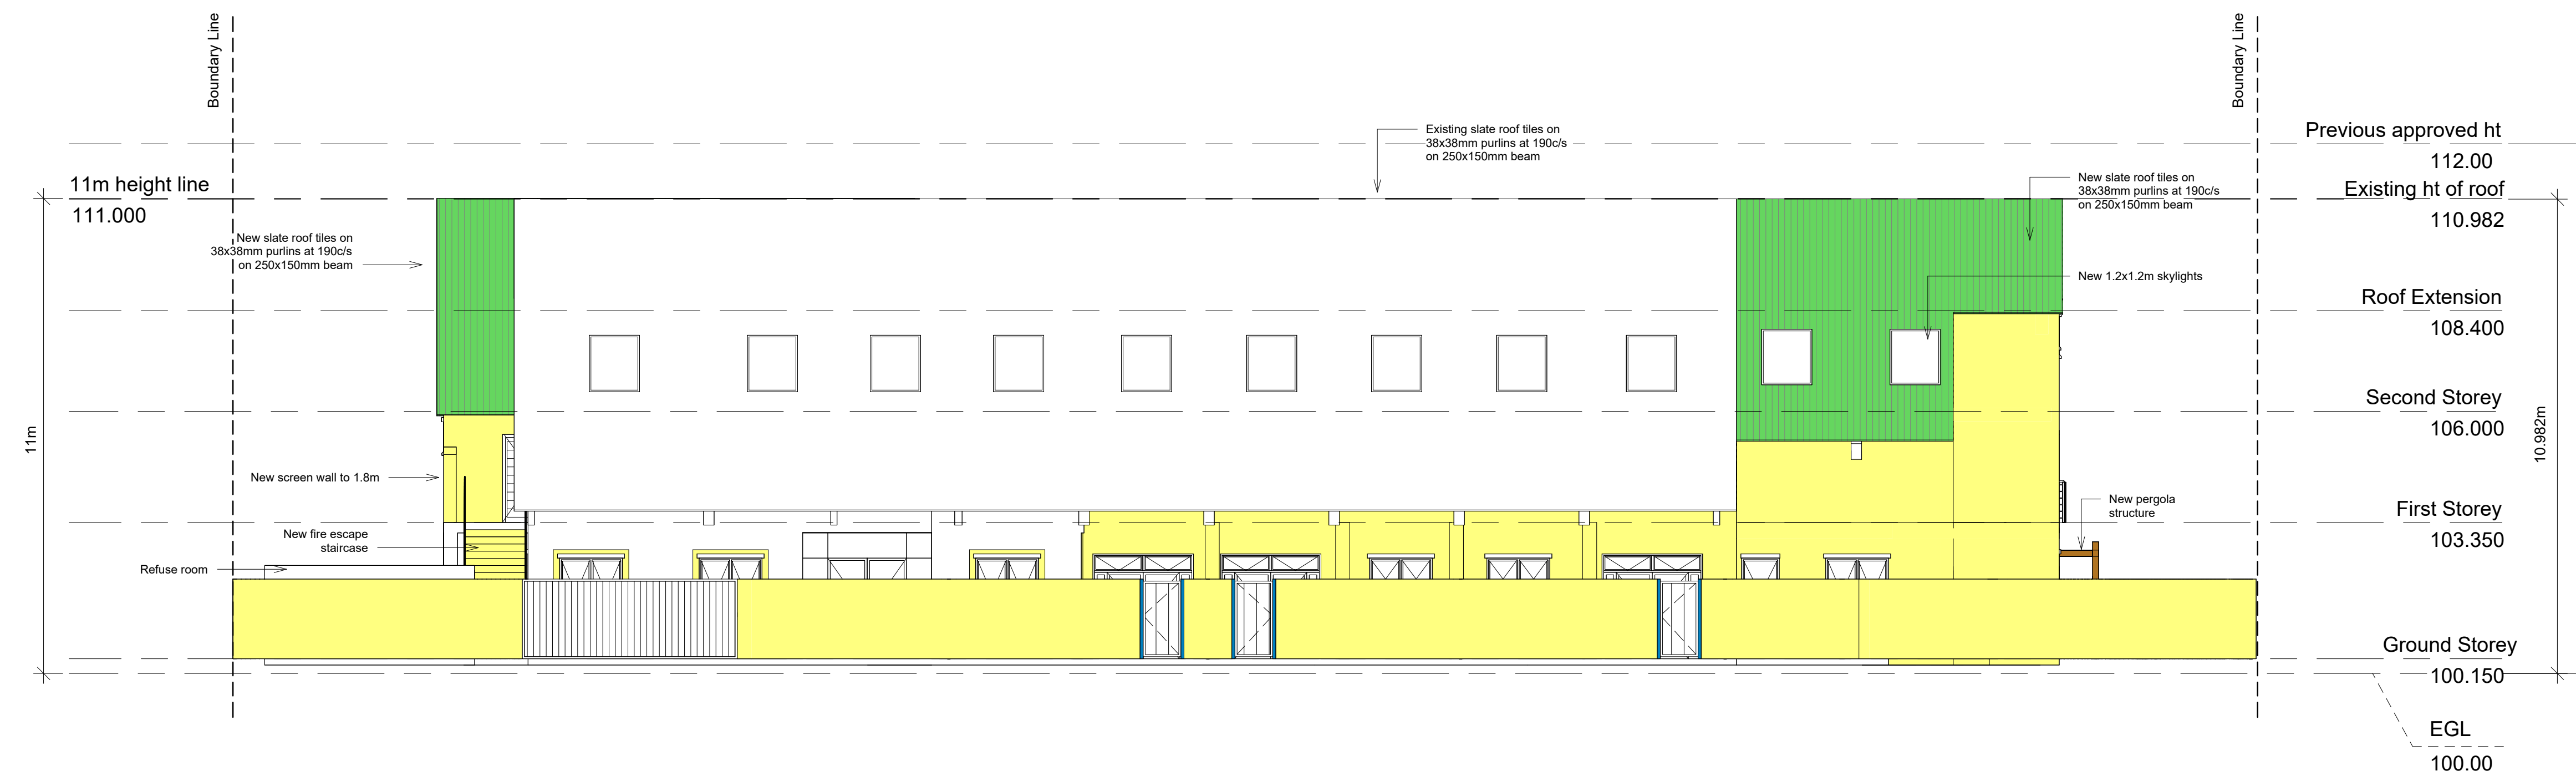 Boundary Line
Boundary Line
Existing slate roof tiles on
38x38mm purlins at 190c/s
on 250x150mm beam
Previous approved ht
112.00
11m height line
111.000
New slate roof tiles on
38x38mm purlins at 190c/s
on 250x150mm beam
Existing ht of roof
110.982
New slate roof tiles on
38x38mm purlins at 190c/s
on 250x150mm beam
New 1.2x1.2m skylights
Roof Extension
108.400
Second Storey
106.000
11m
10.982m
New screen wall to 1.8m
New pergola
structure
First Storey
103.350
New fire escape
staircase
Refuse room
Ground Storey
100.150
EGL
100.00